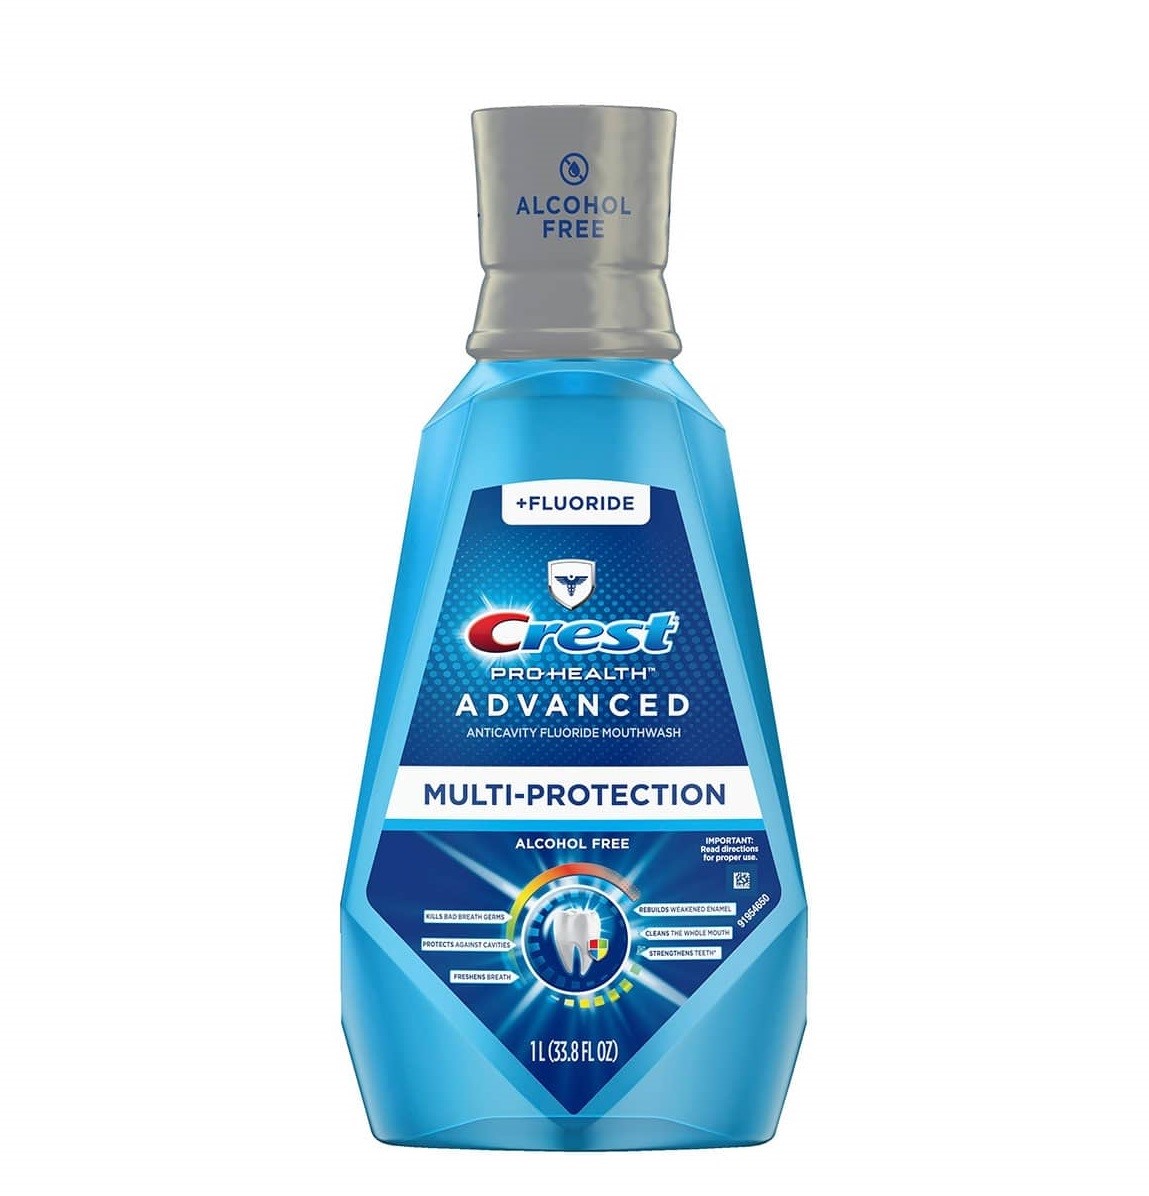 ALCOHOL
FREE
+FLUORIDE
Crest
PRO-HEALTH™
ADVANCED
ANTICAVITY FLUORIDE MOUTHWASH
MULTI-PROTECTION
ALCOHOL FREE
IMPORTANT:
Read directions
for proper use.
91954650
KILLS BAD BREATH GERMS
PROTECTS AGAINST CAVITIES
FRESHENS BREATH
REBUILDS WEAKENED ENAMEL
CLEANS THE WHOLE MOUTH
STRENGTHENS TEETH*
1 L (33.8 FL OZ)